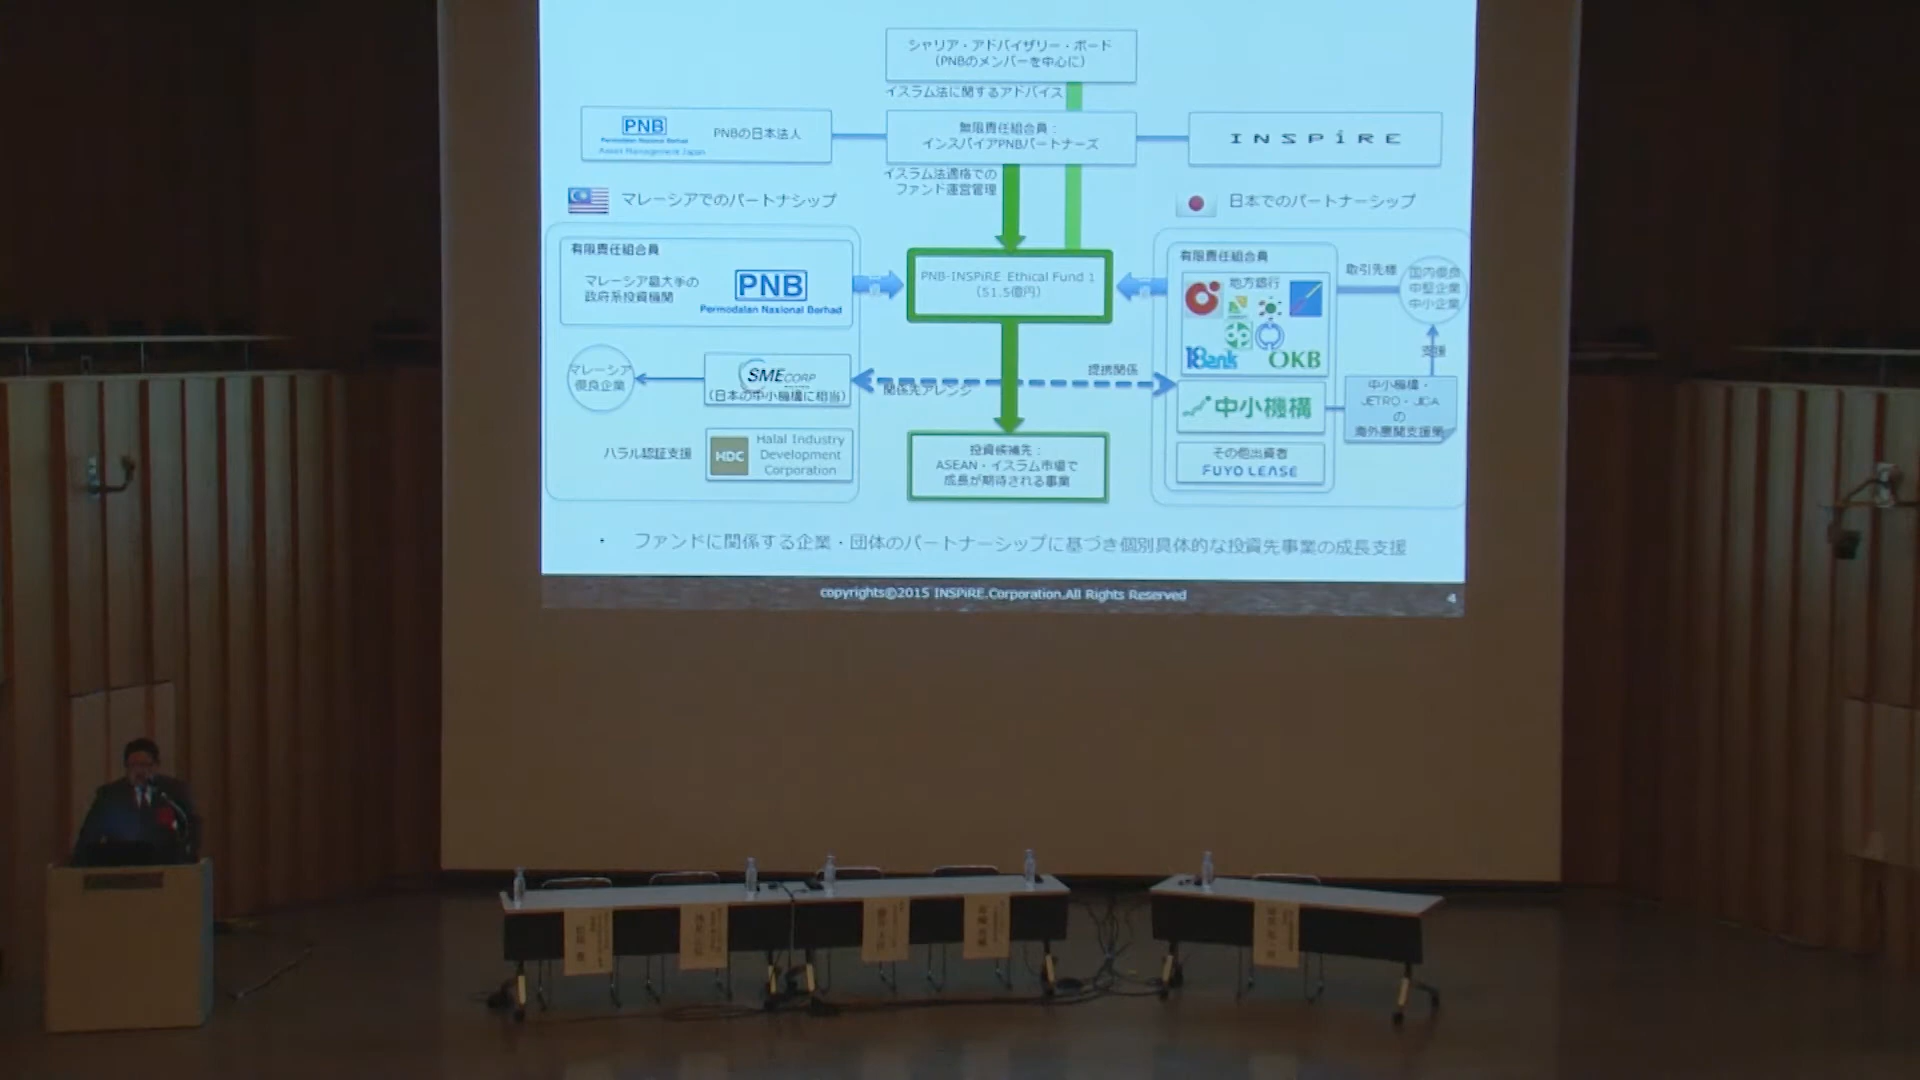 シャリア・アドバイザリー・ボード
(PNBのメンバーを中心に)
イスラム法に関するアドバイス
PNB
Permodalan Nasional Berhad
Asset Management Japan
PNBの日本法人
無限責任組合員：
インスパイアPNBパートナーズ
INSPiRE
イスラム法適格での
ファンド運営管理
マレーシアでのパートナシップ
日本でのパートナーシップ
有限責任組合員
マレーシア最大手の
政府系投資機関
PNB
Permodalan Nasional Berhad
PNB-INSPiRE Ethical Fund 1
(51.5億円)
有限責任組合員
地方銀行
18Bank
OKB
取引先様
国内優良
中堅企業
中小企業
支援
マレーシア
優良企業
SME CORP
(日本の中小機構に相当)
関係先アレンジ
提携関係
中小機構
中小機構・
JETRO・JICA
の
海外展開支援策
ハラル認証支援
HDC
Halal Industry
Development
Corporation
投資候補先：
ASEAN・イスラム市場で
成長が期待される事業
その他出資者
FUYO LEASE
・ ファンドに関係する企業・団体のパートナーシップに基づき個別具体的な投資先事業の成長支援
copyrights©2015 INSPiRE.Corporation.All Rights Reserved
4